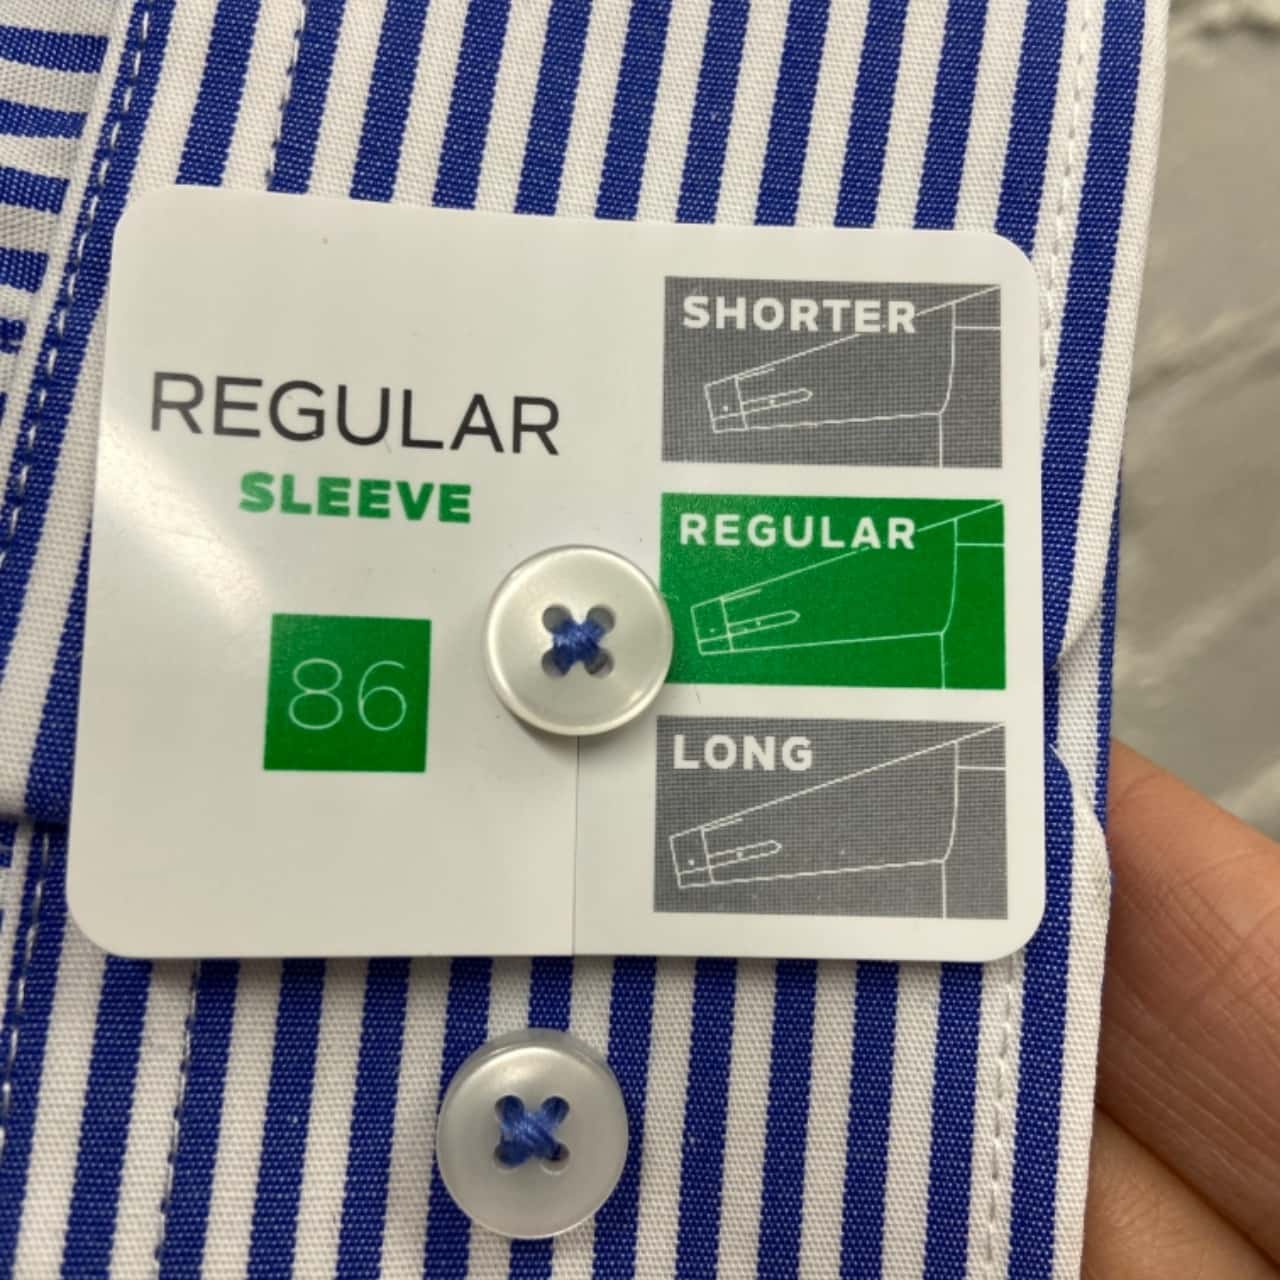 REGULAR
SLEEVE
86
SHORTER
REGULAR
LONG